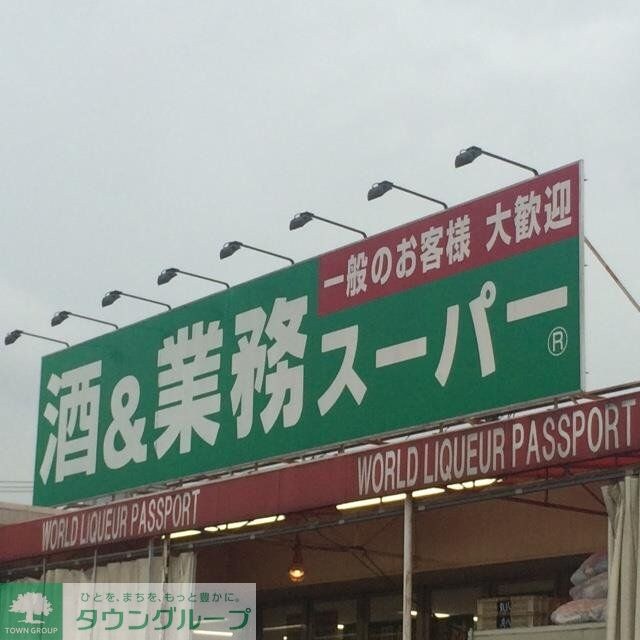 一般のお客様 大歓迎
酒&業務スーパー®
WORLD LIQUEUR PASSPORT
WORLD LIQUEUR PASSPORT
ひとを、まちを、もっと豊かに。
タウングループ
TOWN GROUP